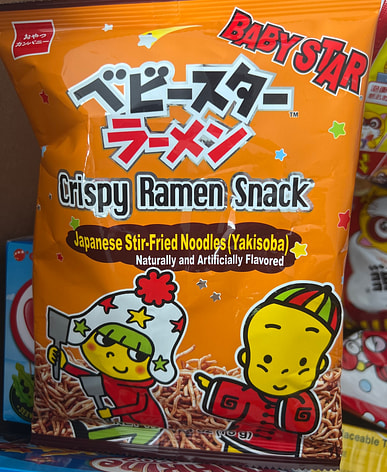 おやつ
カンパニー
BABY STAR
ベビースター
ラーメン
TM
Crispy Ramen Snack
Japanese Stir-Fried Noodles (Yakisoba)
Naturally and Artificially Flavored